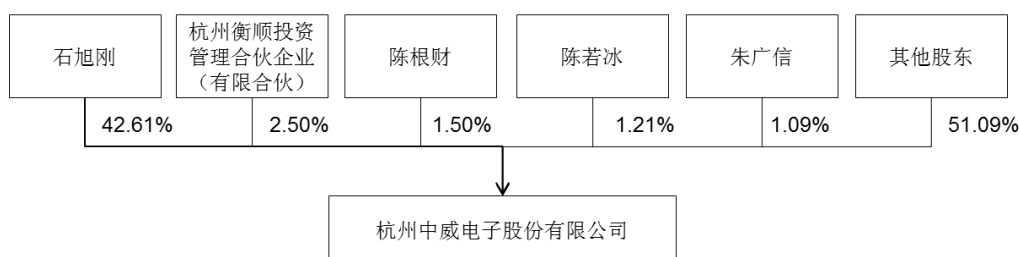 石旭刚
杭州衡顺投资
管理合伙企业
（有限合伙）
陈根财
陈若冰
朱广信
其他股东
42.61%
2.50%
1.50%
1.21%
1.09%
51.09%
杭州中威电子股份有限公司